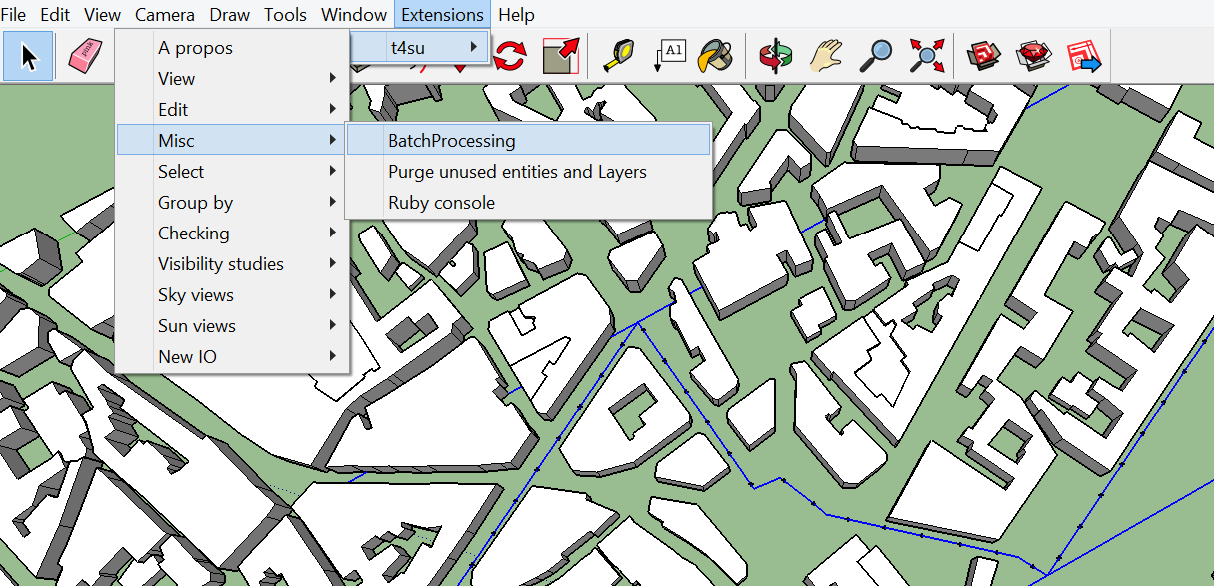 File Edit View Camera Draw Tools Window Extensions Help
t4su
A1
A propos
View
Edit
Misc
BatchProcessing
Select
Purge unused entities and Layers
Group by
Ruby console
Checking
Visibility studies
Sky views
Sun views
New IO